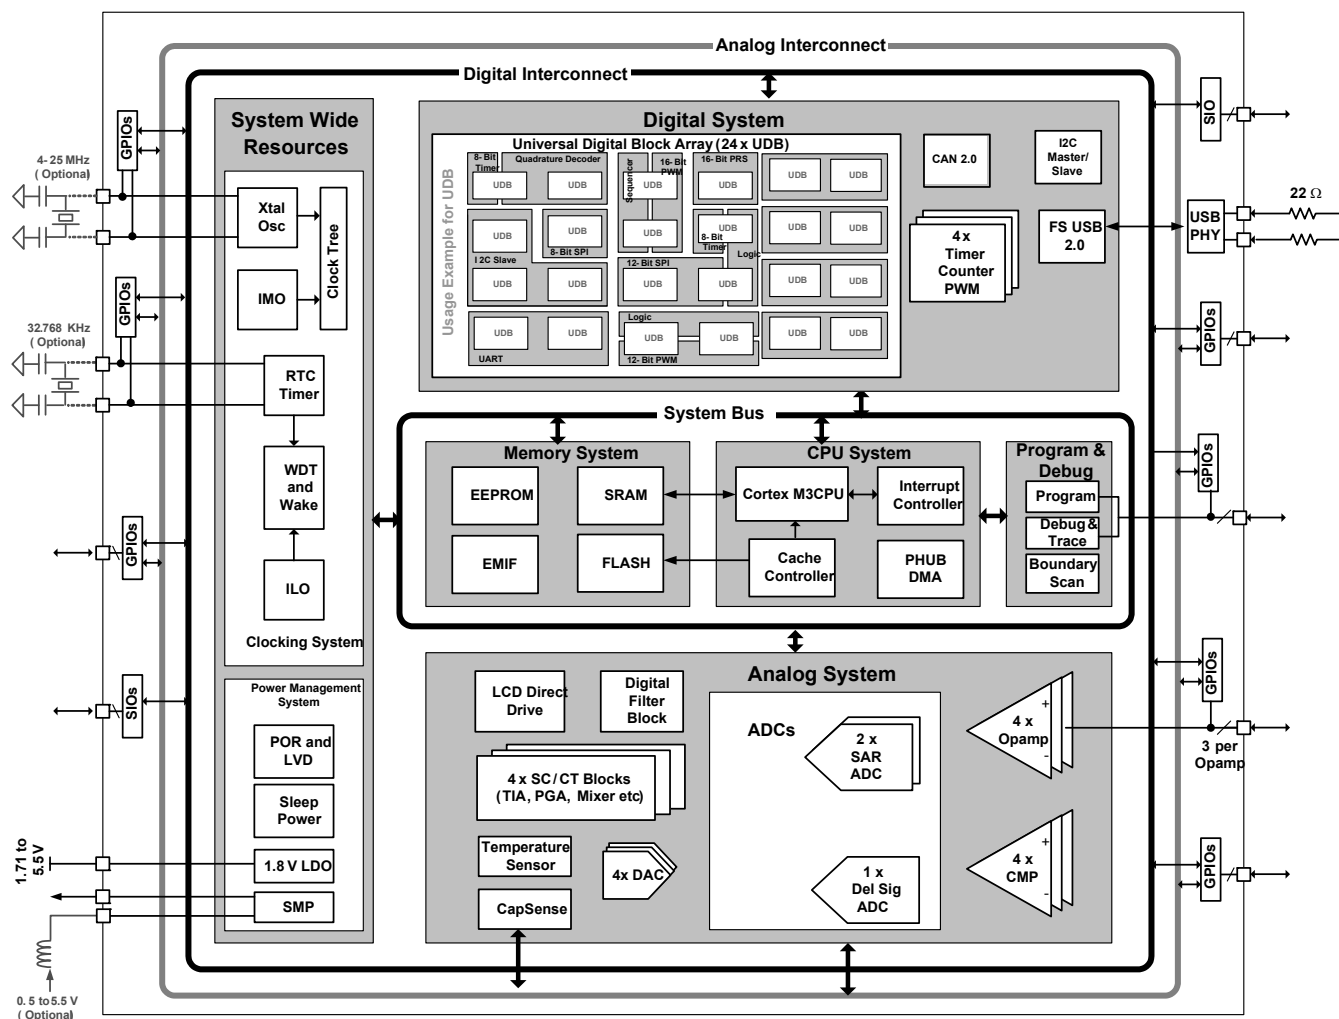 Analog Interconnect
Digital Interconnect
System Wide
Resources
4- 25 MHz
( Optional)
GPIOs
Xtal
Osc
Clock Tree
IMO
GPIOs
32.768 KHz
( Optional)
RTC
Timer
WDT
and
Wake
ILO
Clocking System
GPIOs
SIOs
Power Management
System
POR and
LVD
Sleep
Power
1.8 V LDO
SMP
1.71 to
5.5 V
0. 5 to 5.5 V
( Optional)
Digital System
Universal Digital Block Array (24 x UDB)
Usage Example for UDB
8- Bit
Timer
Quadrature Decoder
Sequencer
16- Bit
PWM
16- Bit PRS
UDB
UDB
UDB
UDB
UDB
UDB
UDB
UDB
UDB
UDB
8- Bit
Timer
UDB
UDB
I2C Slave
8- Bit SPI
12- Bit SPI
Logic
UDB
UDB
UDB
UDB
UDB
UDB
Logic
UDB
UDB
UDB
UDB
UDB
UDB
UART
12- Bit PWM
CAN 2.0
I2C
Master/
Slave
4 x
Timer
Counter
PWM
FS USB
2.0
System Bus
Memory System
EEPROM
SRAM
EMIF
FLASH
CPU System
Cortex M3CPU
Interrupt
Controller
Cache
Controller
PHUB
DMA
Program &
Debug
Program
Debug &
Trace
Boundary
Scan
Analog System
LCD Direct
Drive
Digital
Filter
Block
4 x SC / CT Blocks
(TIA, PGA, Mixer etc)
Temperature
Sensor
4x DAC
CapSense
ADCs
2 x
SAR
ADC
1 x
Del Sig
ADC
+
4 x
Opamp
-
+
4 x
CMP
-
SIO
USB
PHY
22 Ω
GPIOs
GPIOs
GPIOs
3 per
Opamp
GPIOs